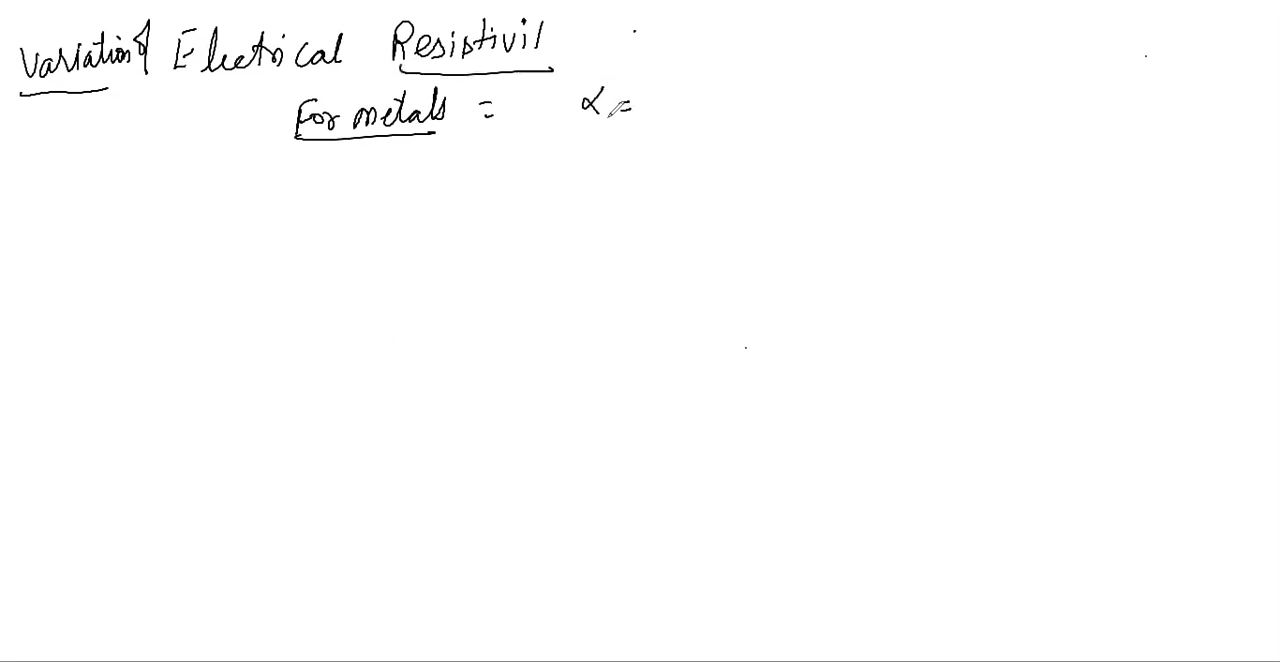 Variation of Electrical Resistivit
For metals = α =